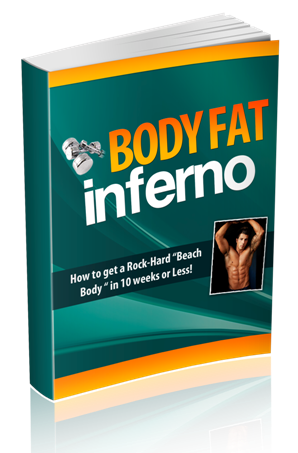 BODY FAT
inferno
How to get a Rock-Hard "Beach
Body " in 10 weeks or Less!